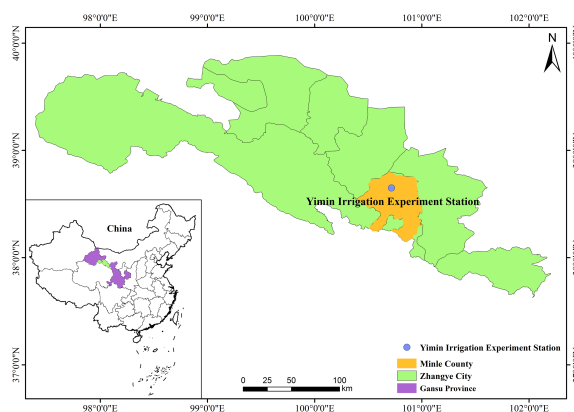 98°0'0"E 99°0'0"E 100°0'0"E 101°0'0"E 102°0'0"E
N
40°0'0"N
39°0'0"N
38°0'0"N
37°0'0"N
Yimin Irrigation Experiment Station
China
Yimin Irrigation Experiment Station
Minle County
Zhangye City
Gansu Province
0 25 50 100
km
98°0'0"E 99°0'0"E 100°0'0"E 101°0'0"E 102°0'0"E